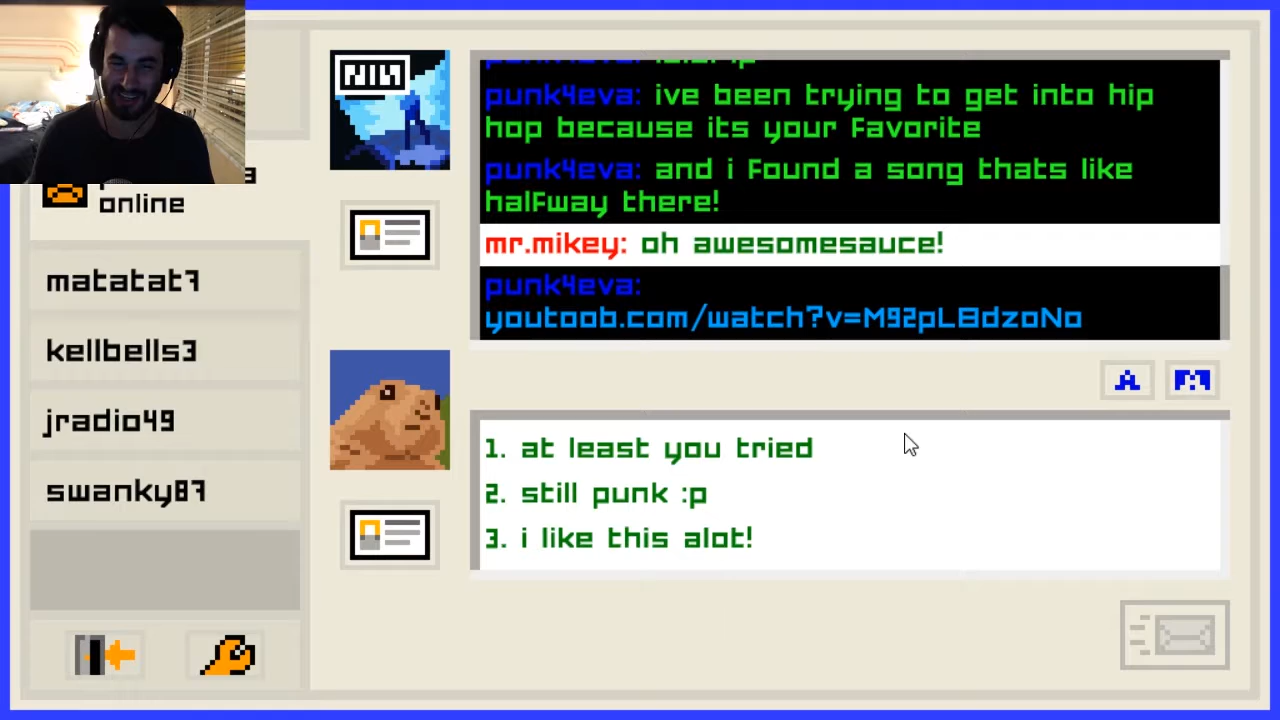 NIN
punk4eva: ive been trying to get into hip
hop because its your favorite
punk4eva: and i found a song thats like
halfway there!
mr.mikey: oh awesomesauce!
punk4eva:
youtoob.com/watch?v=M92pL8dzoNo
online
matatat7
kellbells3
jradio49
swanky87
A
M
1. at least you tried
2. still punk :p
3. i like this alot!